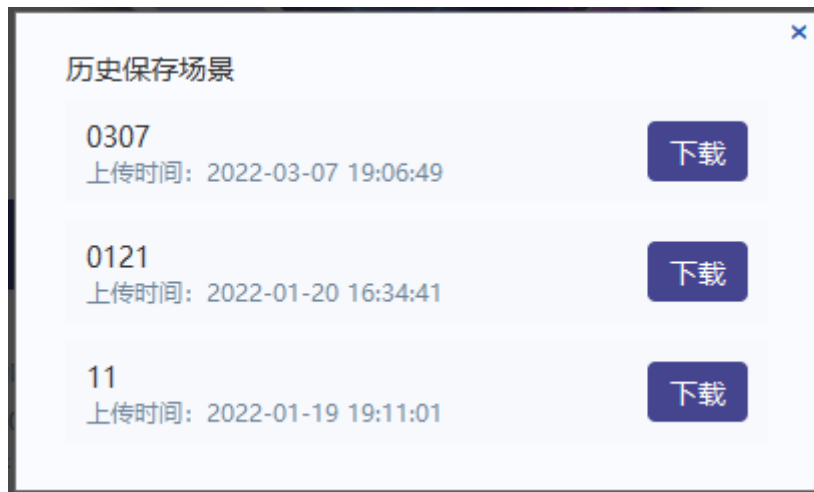 ×
历史保存场景
0307
上传时间：2022-03-07 19:06:49
下载
0121
上传时间：2022-01-20 16:34:41
下载
11
上传时间：2022-01-19 19:11:01
下载